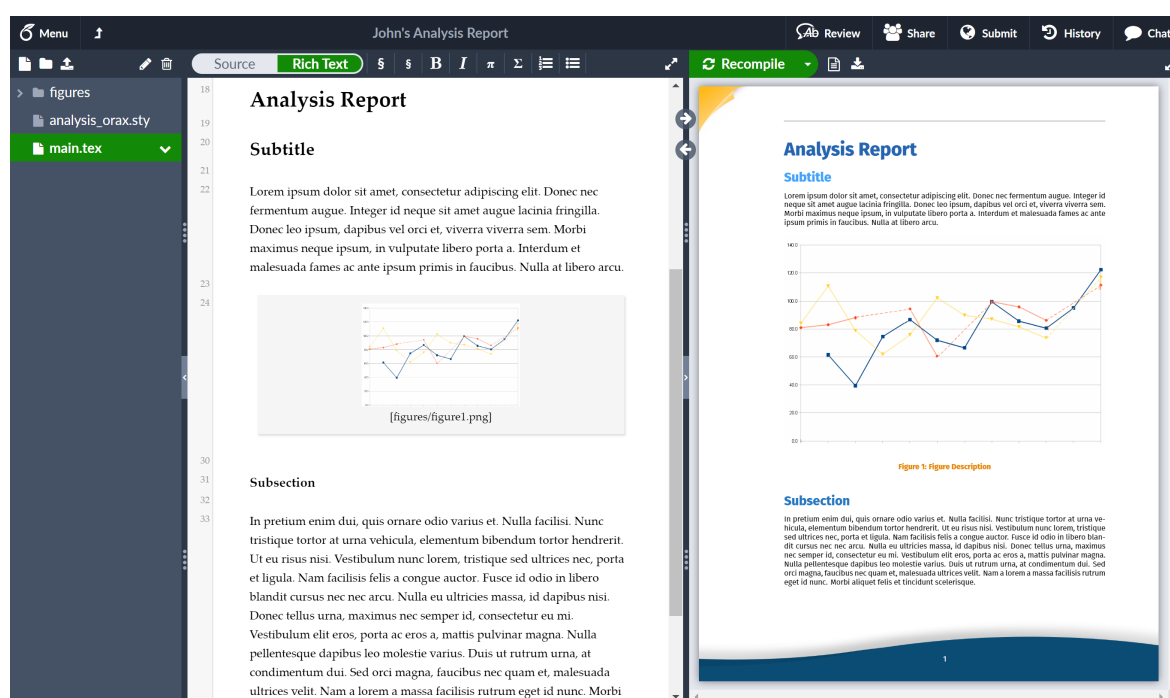 Menu
John's Analysis Report
Review
Share
Submit
History
Chat
Source
Rich Text
§
§
B
I
π
Σ
Recompile
figures
analysis_orax.sty
main.tex
18
Analysis Report
19
20
Subtitle
21
22
Lorem ipsum dolor sit amet, consectetur adipiscing elit. Donec nec
fermentum augue. Integer id neque sit amet augue lacinia fringilla.
Donec leo ipsum, dapibus vel orci et, viverra viverra sem. Morbi
maximus neque ipsum, in vulputate libero porta a. Interdum et
malesuada fames ac ante ipsum primis in faucibus. Nulla at libero arcu.
23
24
[figures/figure1.png]
30
31
Subsection
32
33
In pretium enim dui, quis ornare odio varius et. Nulla facilisi. Nunc
tristique tortor at urna vehicula, elementum bibendum tortor hendrerit.
Ut eu risus nisi. Vestibulum nunc lorem, tristique sed ultrices nec, porta
et ligula. Nam facilisis felis a congue auctor. Fusce id odio in libero
blandit cursus nec nec arcu. Nulla eu ultricies massa, id dapibus nisi.
Donec tellus urna, maximus nec semper id, consectetur eu mi.
Vestibulum elit eros, porta ac eros a, mattis pulvinar magna. Nulla
pellentesque dapibus leo molestie varius. Duis ut rutrum urna, at
condimentum dui. Sed orci magna, faucibus nec quam et, malesuada
ultrices velit. Nam a lorem a massa facilisis rutrum eget id nunc. Morbi
Analysis Report
Subtitle
Lorem ipsum dolor sit amet, consectetur adipiscing elit. Donec nec fermentum augue. Integer id
neque sit amet augue lacinia fringilla. Donec leo ipsum, dapibus vel orci et, viverra viverra sem.
Morbi maximus neque ipsum, in vulputate libero porta a. Interdum et malesuada fames ac ante
ipsum primis in faucibus. Nulla at libero arcu.
140.0
120.0
100.0
80.0
60.0
40.0
20.0
0.0
Figure 1: Figure Description
Subsection
In pretium enim dui, quis ornare odio varius et. Nulla facilisi. Nunc tristique tortor at urna ve-
hicula, elementum bibendum tortor hendrerit. Ut eu risus nisi. Vestibulum nunc lorem, tristique
sed ultrices nec, porta et ligula. Nam facilisis felis a congue auctor. Fusce id odio in libero blan-
dit cursus nec nec arcu. Nulla eu ultricies massa, id dapibus nisi. Donec tellus urna, maximus
nec semper id, consectetur eu mi. Vestibulum elit eros, porta ac eros a, mattis pulvinar magna.
Nulla pellentesque dapibus leo molestie varius. Duis ut rutrum urna, at condimentum dui. Sed
orci magna, faucibus nec quam et, malesuada ultrices velit. Nam a lorem a massa facilisis rutrum
eget id nunc. Morbi aliquet felis et tincidunt scelerisque.
1